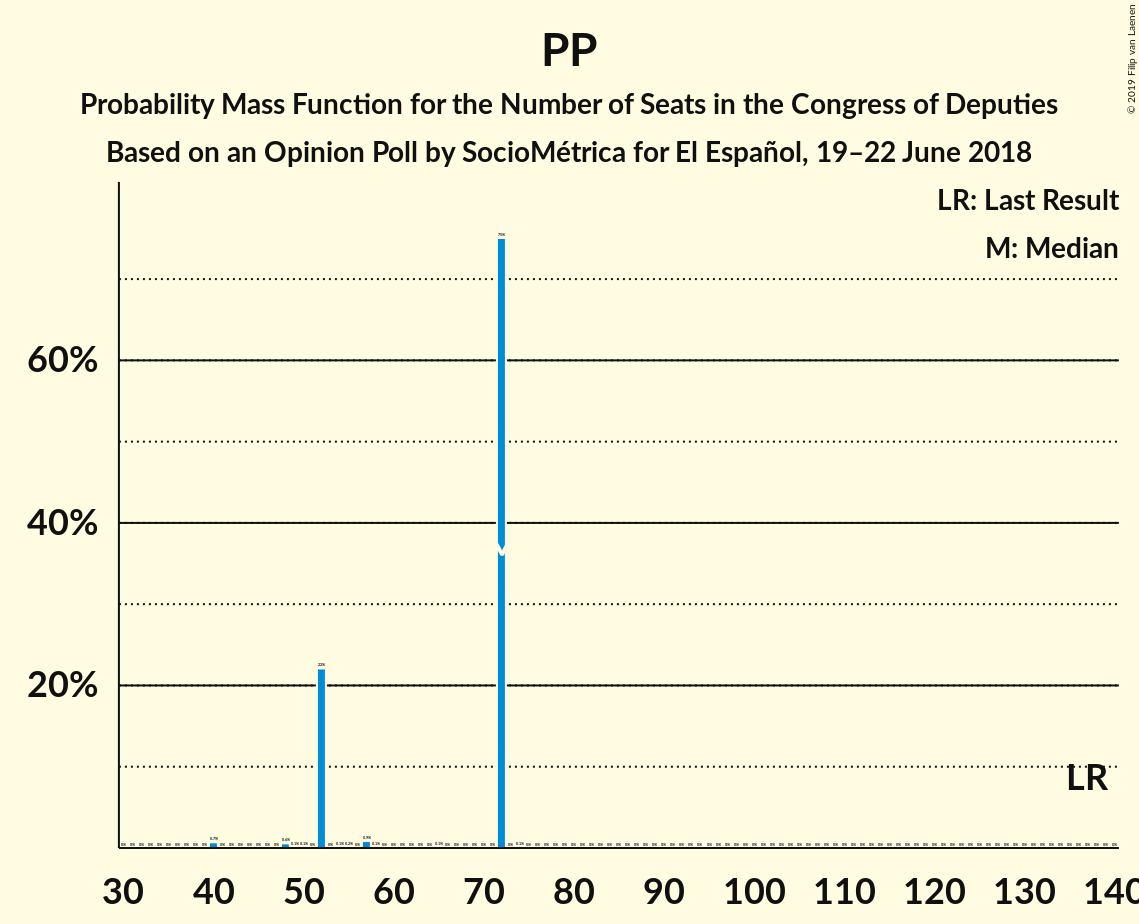 © 2019 Filip van Laenen
PP
Probability Mass Function for the Number of Seats in the Congress of Deputies
Based on an Opinion Poll by SocioMétrica for El Español, 19–22 June 2018
LR: Last Result
M: Median
60%
40%
20%
LR
30 40 50 60 70 80 90 100 110 120 130 140